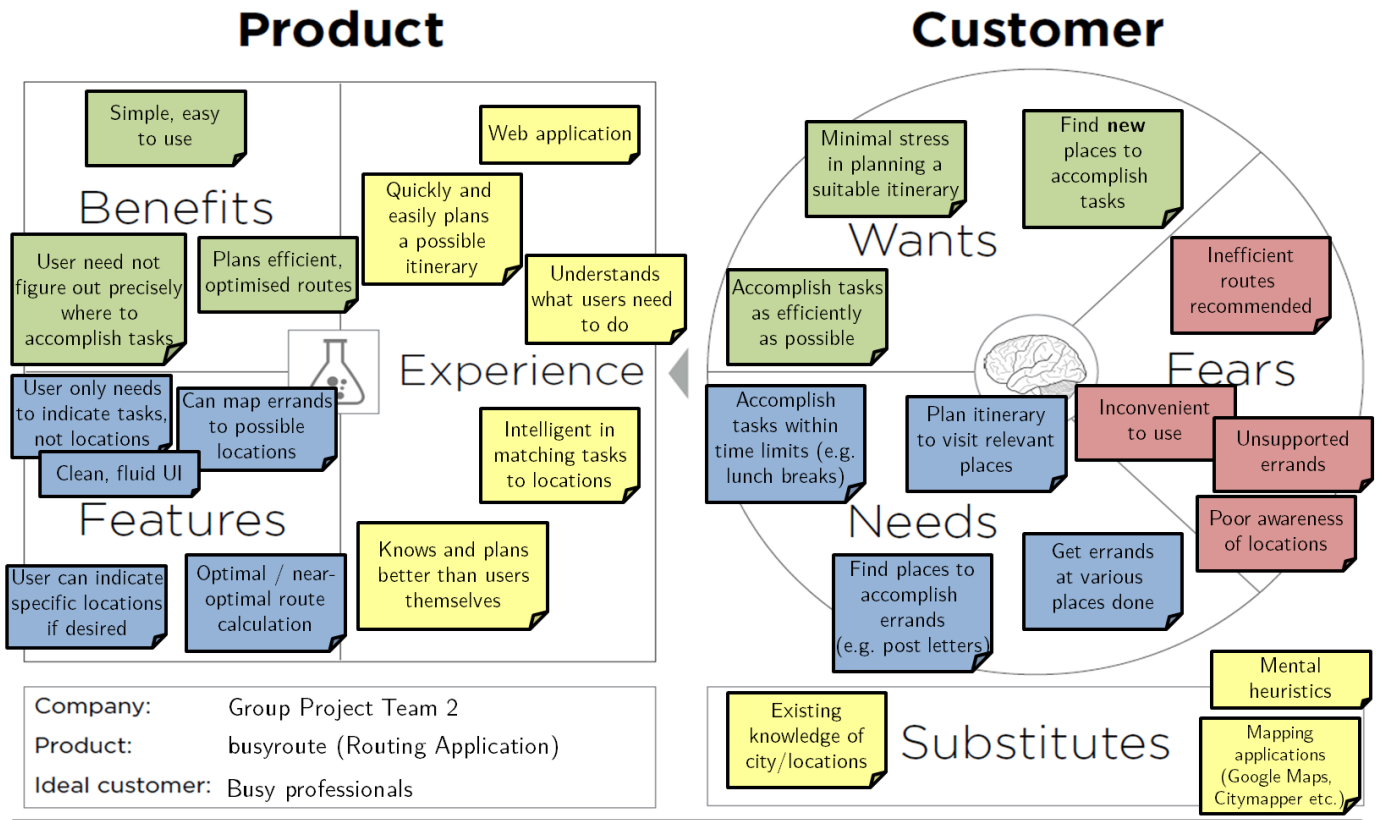 Product
Simple, easy
to use
Web application
Benefits
Quickly and
easily plans
a possible
itinerary
User need not
figure out precisely
where to
accomplish tasks
Plans efficient,
optimised routes
Understands
what users need
to do
Experience
User only needs
to indicate tasks,
not locations
Can map errands
to possible
locations
Clean, fluid UI
Intelligent in
matching tasks
to locations
Features
User can indicate
specific locations
if desired
Optimal / near-
optimal route
calculation
Knows and plans
better than users
themselves
Company: Group Project Team 2
Product: busyroute (Routing Application)
Ideal customer: Busy professionals
Customer
Minimal stress
in planning a
suitable itinerary
Find new
places to
accomplish
tasks
Wants
Accomplish tasks
as efficiently
as possible
Inefficient
routes
recommended
Fears
Inconvenient
to use
Unsupported
errands
Poor awareness
of locations
Accomplish
tasks within
time limits (e.g.
lunch breaks)
Plan itinerary
to visit relevant
places
Needs
Find places to
accomplish
errands
(e.g. post letters)
Get errands
at various
places done
Existing
knowledge of
city/locations
Substitutes
Mental
heuristics
Mapping
applications
(Google Maps,
Citymapper etc.)